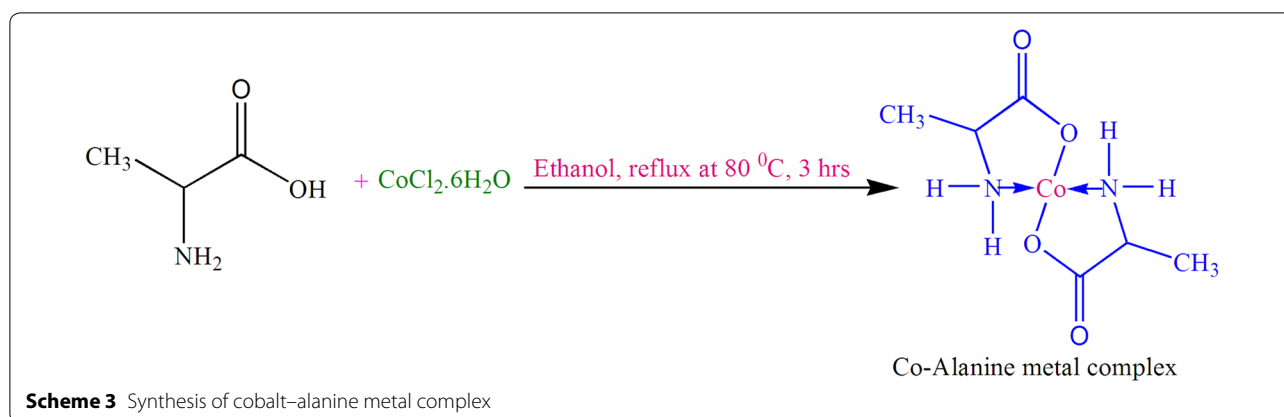 O
CH₃
OH
NH₂
+ CoCl₂.6H₂O
Ethanol, reflux at 80 ⁰C, 3 hrs
O
CH₃
O
H
H
N
Co
N
H
H
O
CH₃
O
Co-Alanine metal complex
Scheme 3 Synthesis of cobalt–alanine metal complex